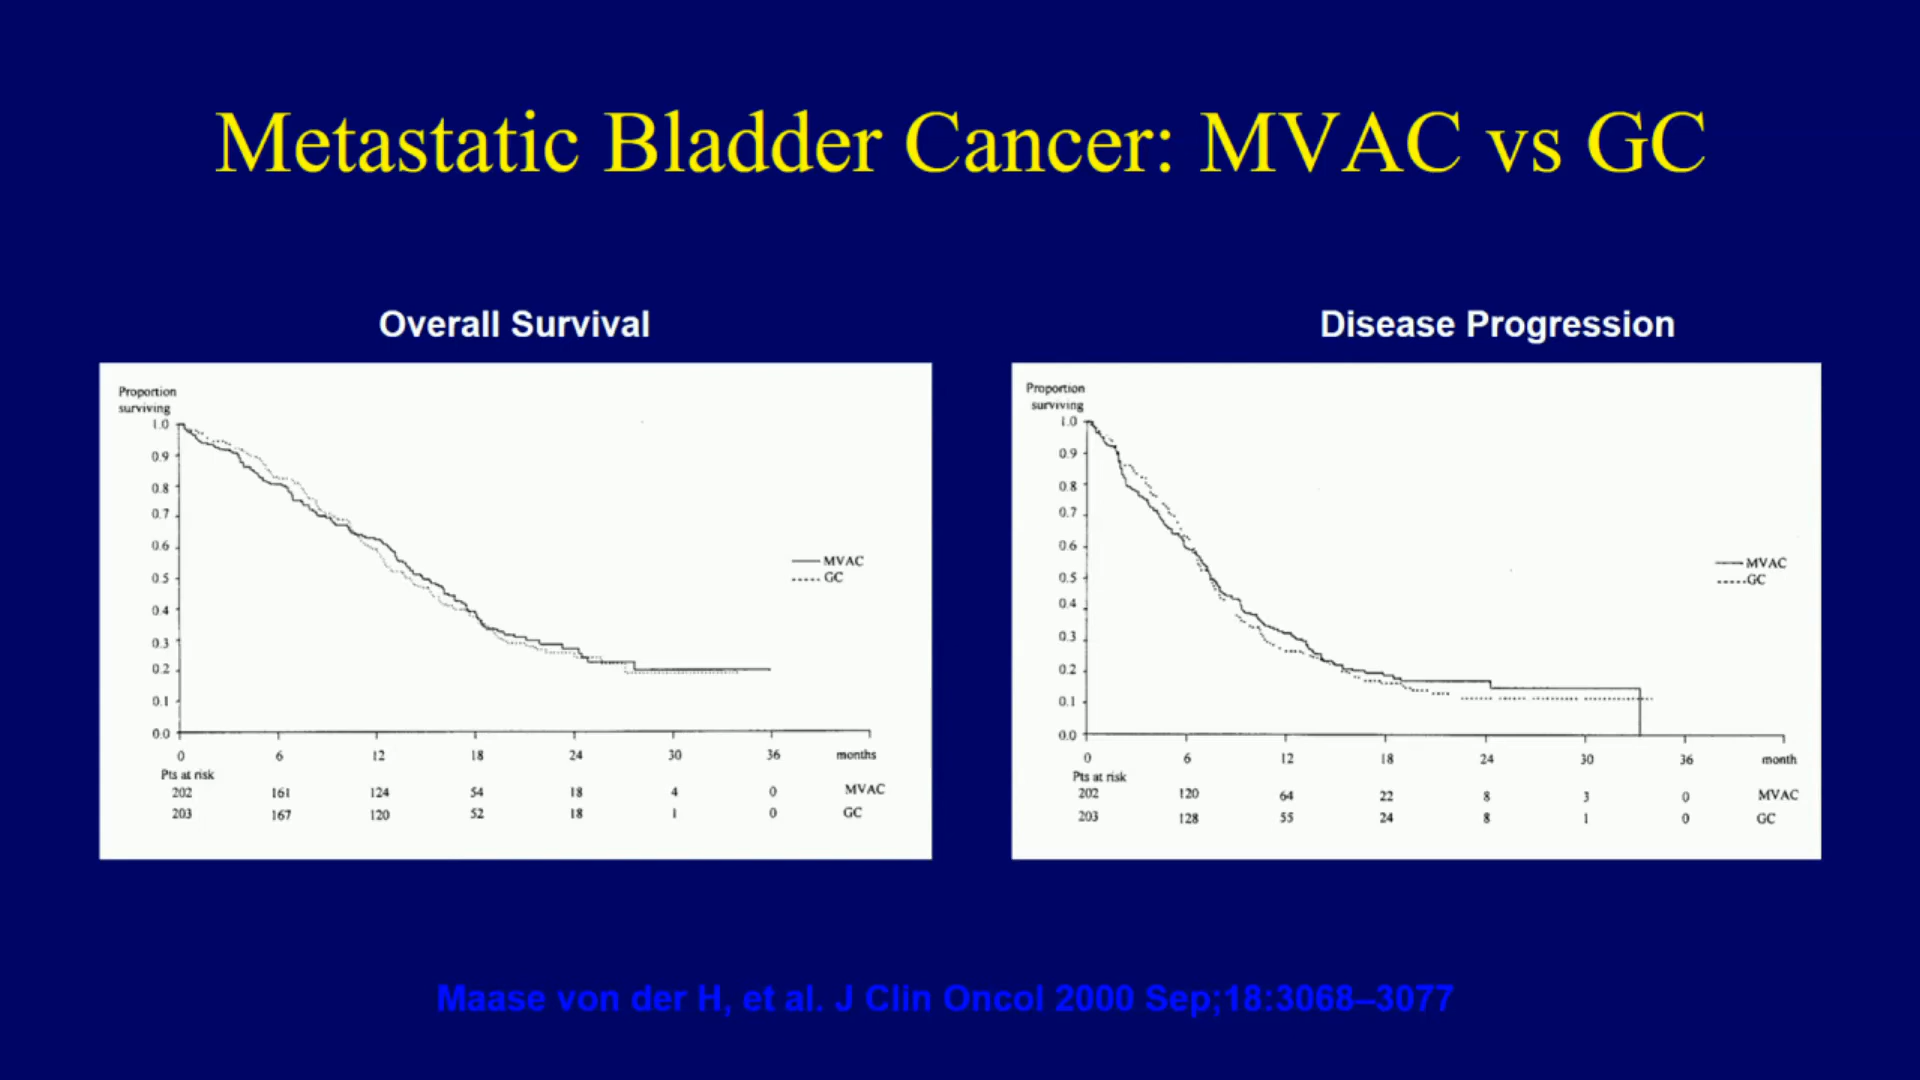 Metastatic Bladder Cancer: MVAC vs GC
Overall Survival
Proportion
surviving
1.0
0.9
0.8
0.7
0.6
0.5
0.4
0.3
0.2
0.1
0.0
MVAC
GC
0 6 12 18 24 30 36 months
Pts at risk
202 161 124 54 18 4 0 MVAC
203 167 120 52 18 1 0 GC
Disease Progression
Proportion
surviving
1.0
0.9
0.8
0.7
0.6
0.5
0.4
0.3
0.2
0.1
0.0
MVAC
GC
0 6 12 18 24 30 36 month
Pts at risk
202 120 64 22 8 3 0 MVAC
203 128 55 24 8 1 0 GC
Maase von der H, et al. J Clin Oncol 2000 Sep;18:3068–3077